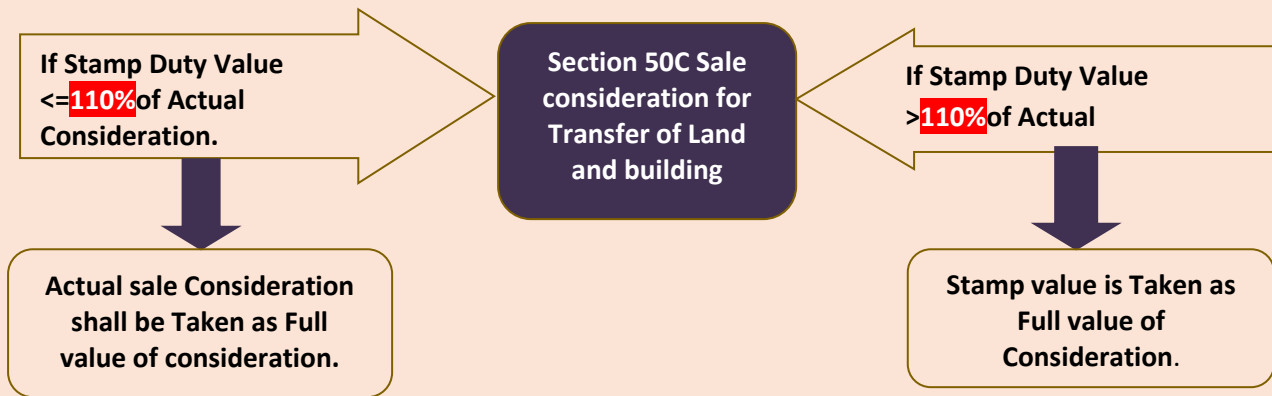 If Stamp Duty Value
<=110%of Actual
Consideration.
Section 50C Sale
consideration for
Transfer of Land
and building
If Stamp Duty Value
>110%of Actual
Actual sale Consideration
shall be Taken as Full
value of consideration.
Stamp value is Taken as
Full value of
Consideration.